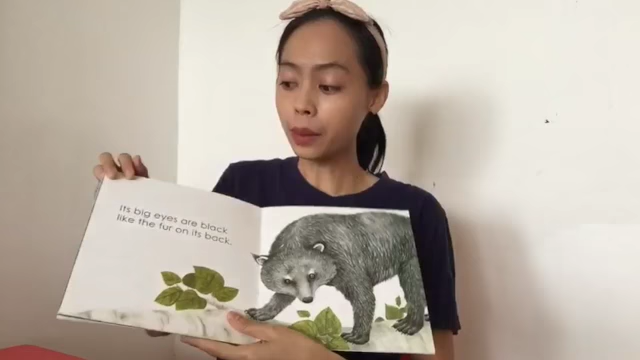 Its big eyes are black
like the fur on its back.